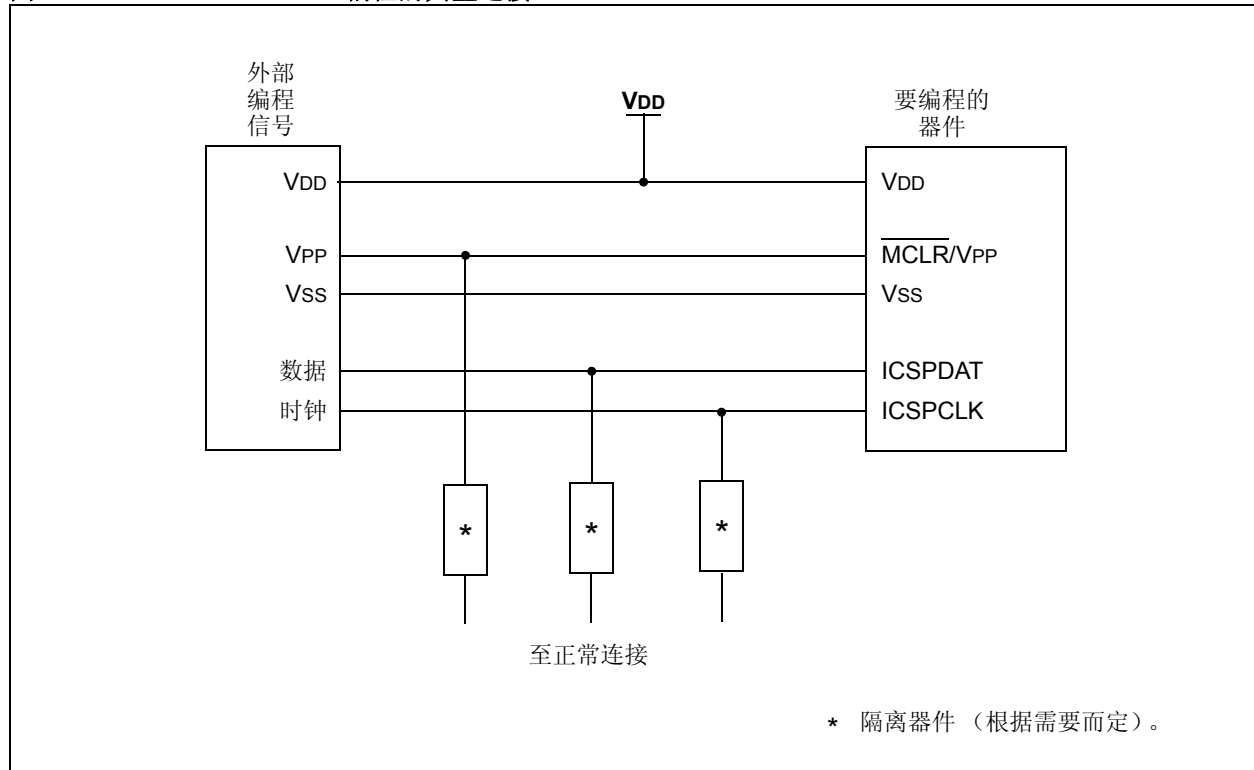 外部
编程
信号
VDD
要编程的
器件
VDD
VDD
VPP
MCLR/VPP
VSS
VSS
数据
ICSPDAT
时钟
ICSPCLK
*
*
*
至正常连接
* 隔离器件 （根据需要而定）。